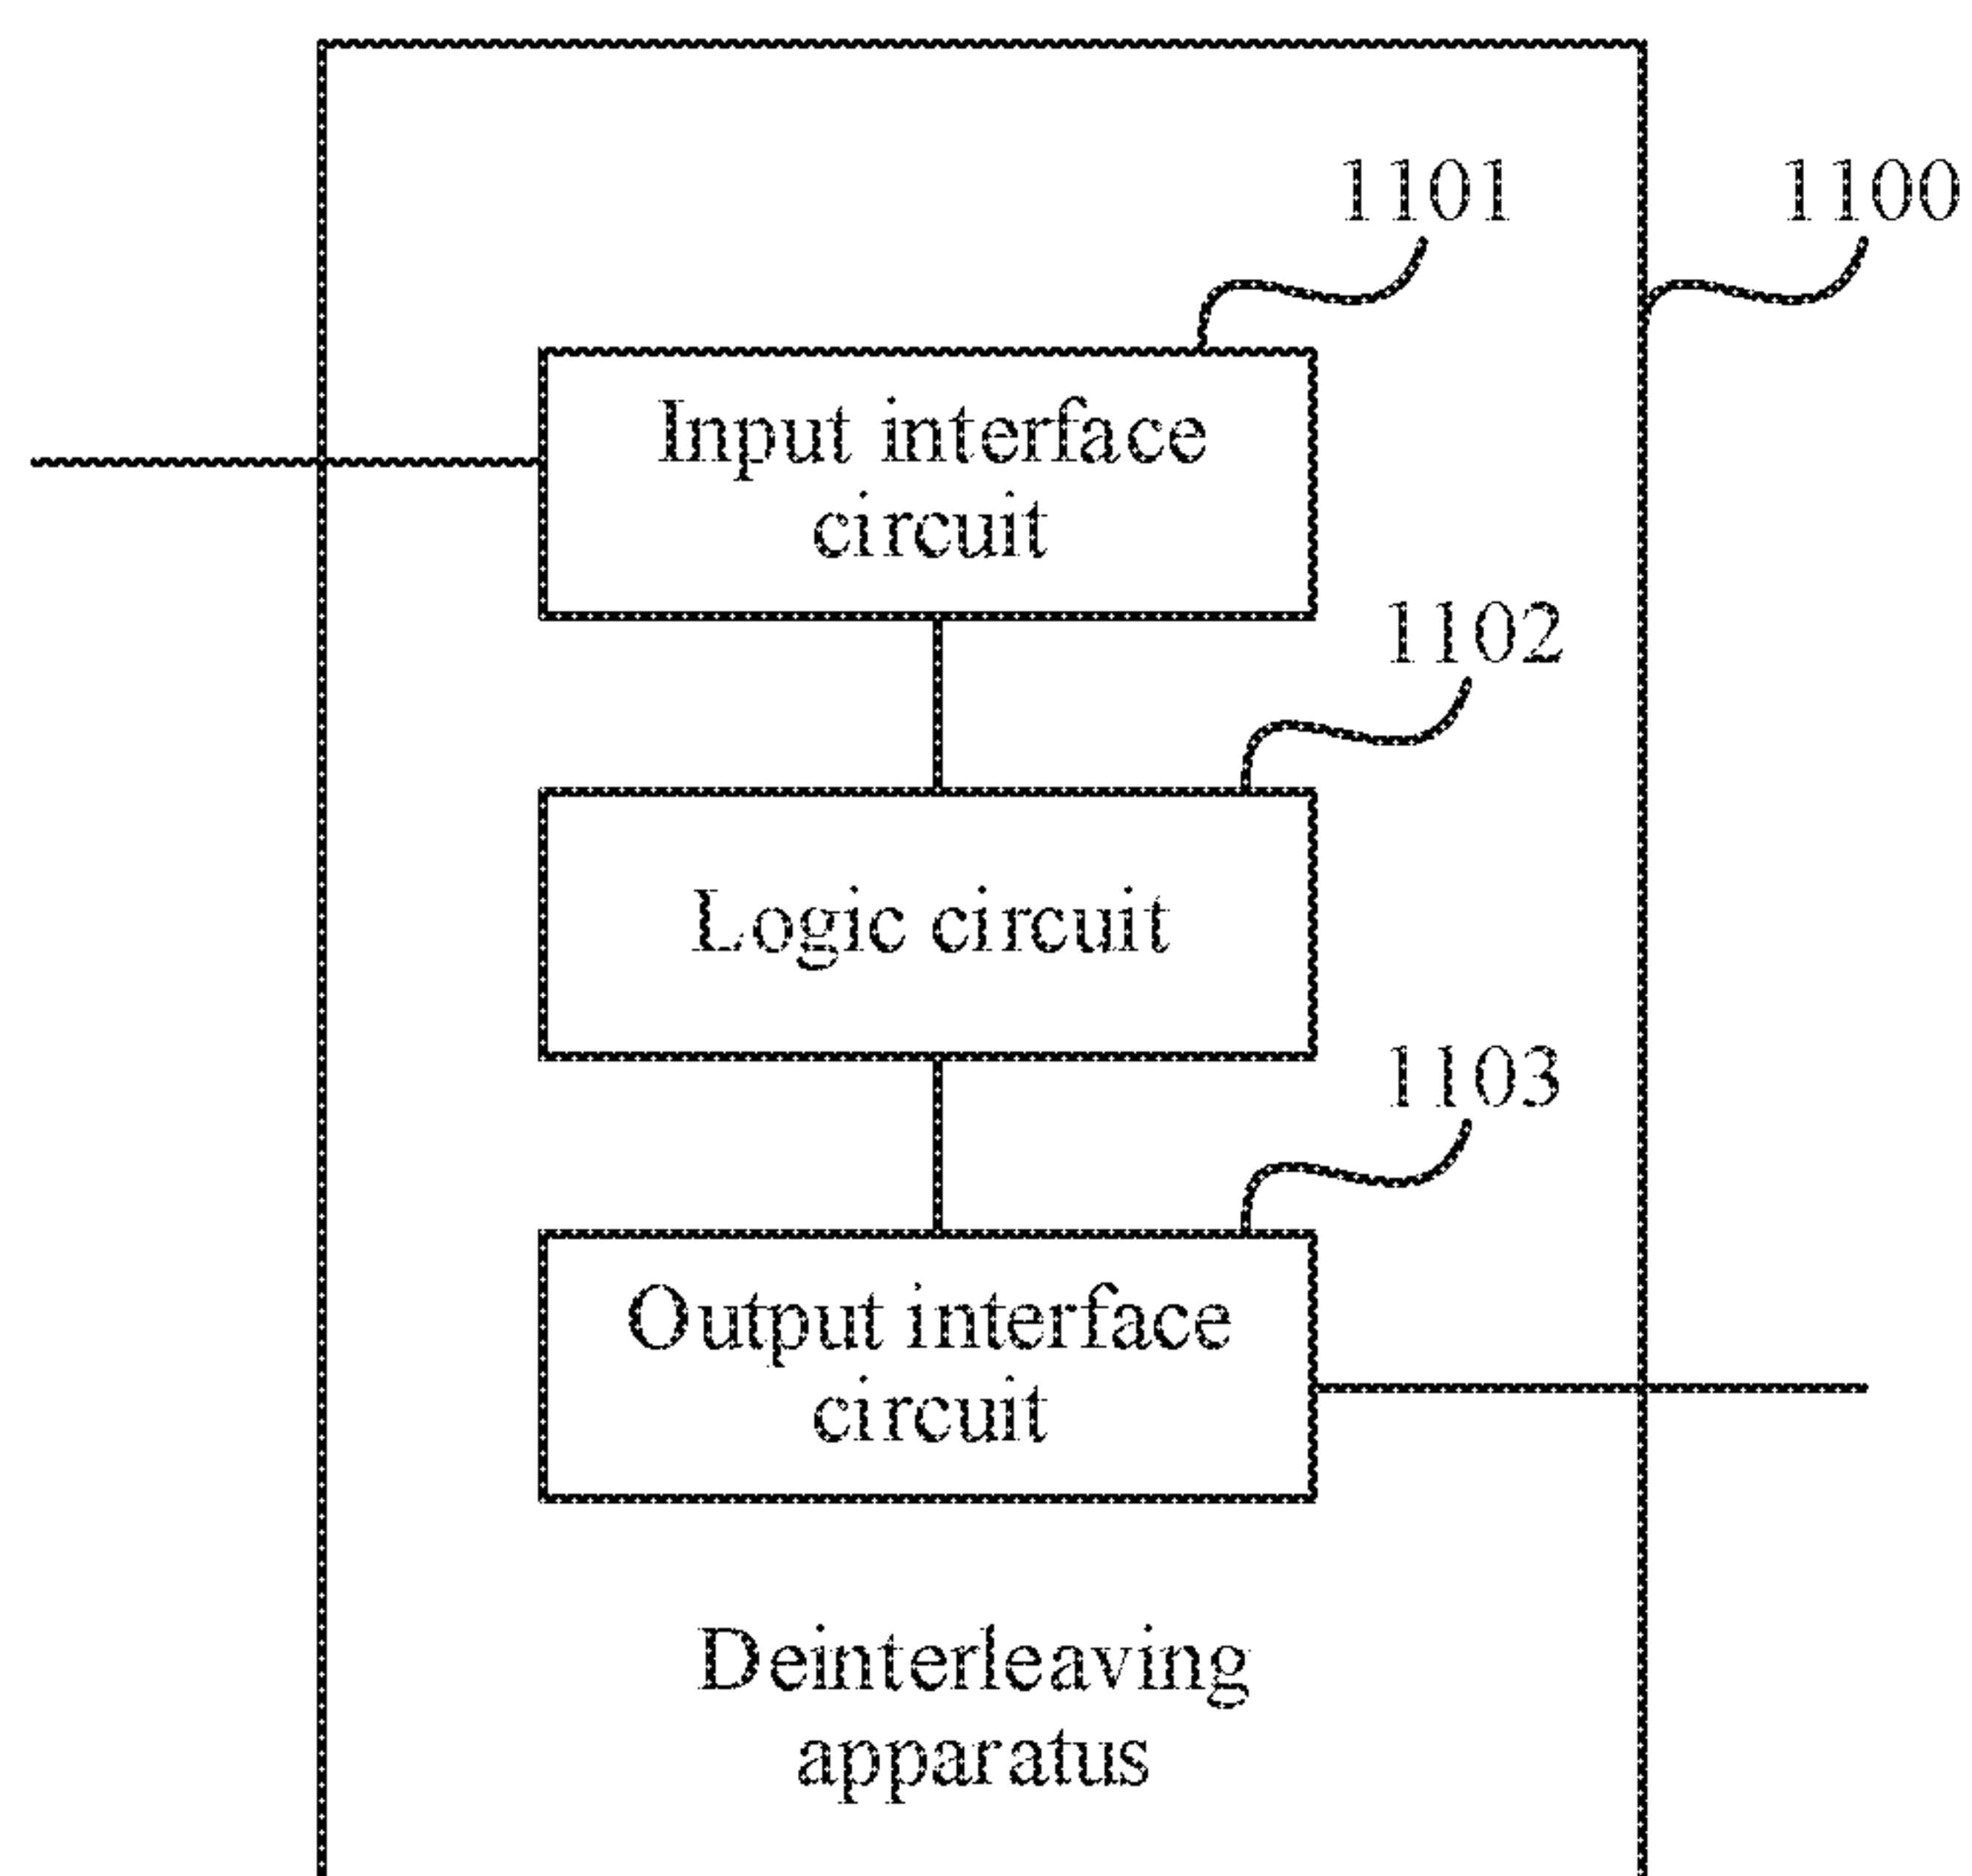 1101
1100
Input interface
circuit
1102
Logic circuit
1103
Output interface
circuit
Deinterleaving
apparatus